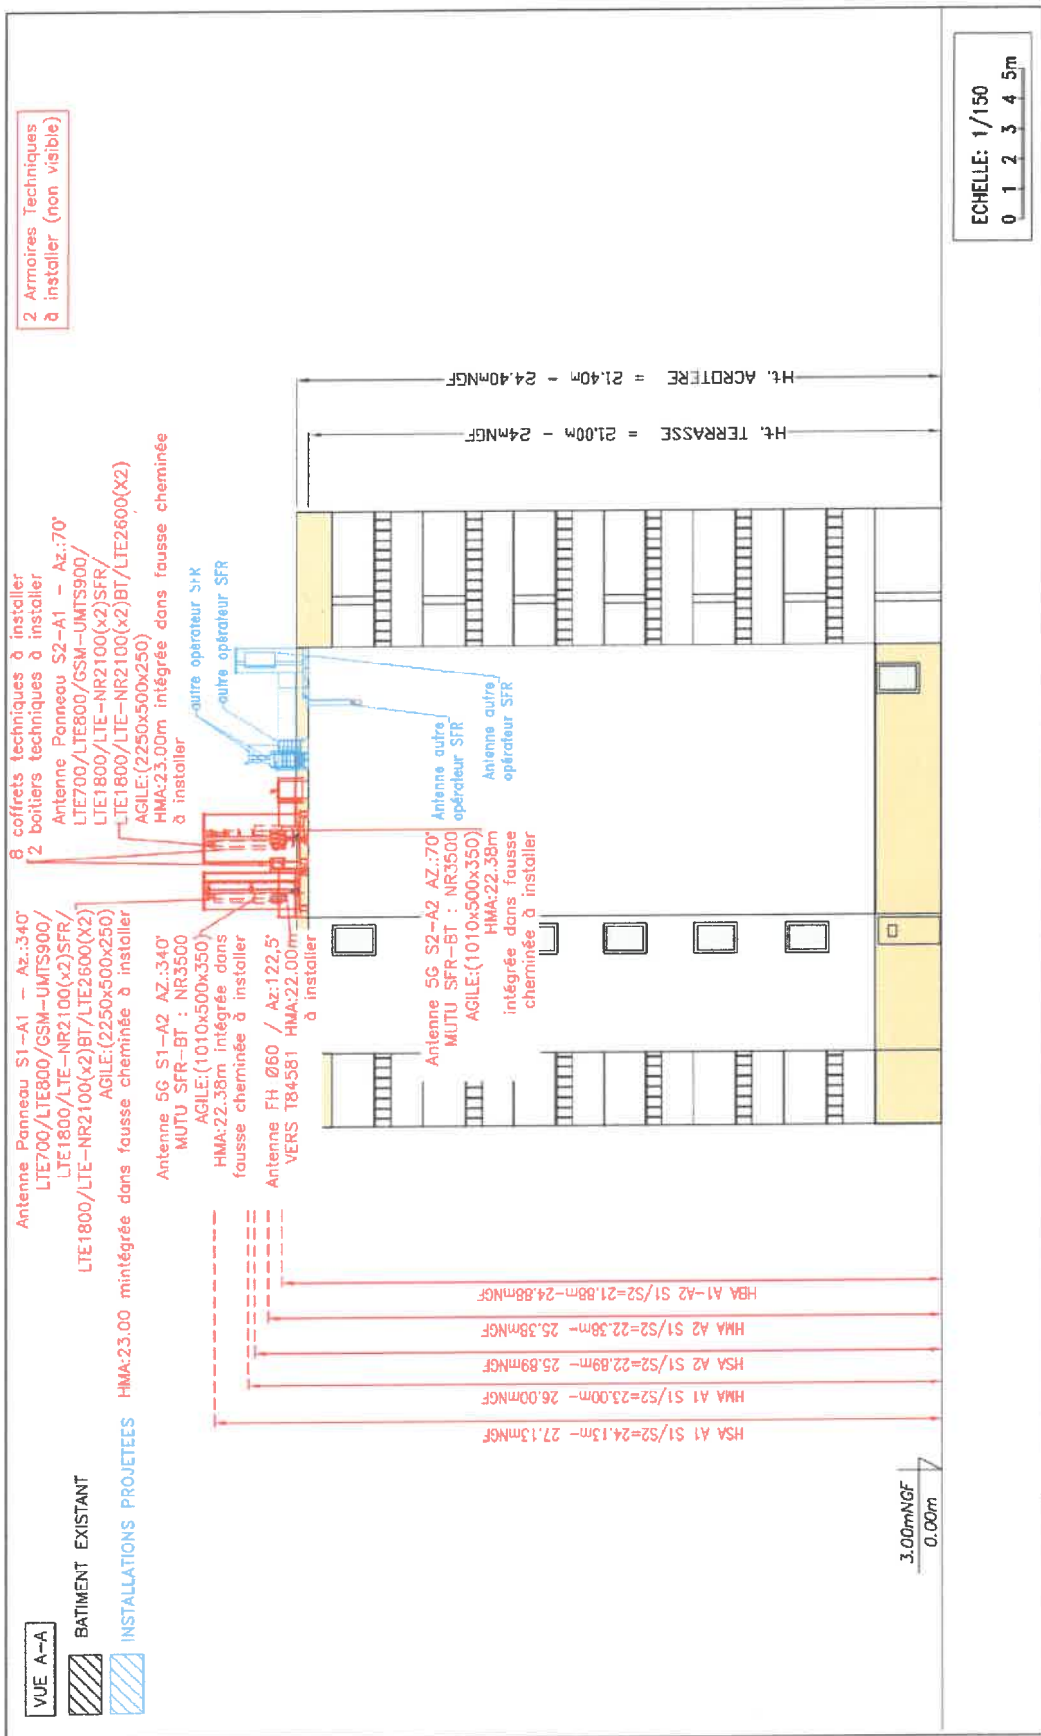 VUE A-A
BATIMENT EXISTANT
INSTALLATIONS PROJETEES
Antenne Panneau S1-A1 - Az.:340°
LTE700/LTE800/GSM-UMTS900/
LTE1800/LTE-NR2100(x2)SFR/
LTE1800/LTE-NR2100(x2)BT/LTE2600(X2)
AGILE:(2250x500x250)
HMA:23.00 mintégrée dans fausse cheminée à installer
Antenne 5G S1-A2 AZ.:340°
MUTU SFR-BT : NR3500
AGILE:(1010x500x350)
HMA:22.38m intégrée dans
fausse cheminée à installer
Antenne FH Ø60 / Az:122,5°
VERS T84581 HMA:22.00m
à installer
8 coffrets techniques à installer
2 boitiers techniques à installer
Antenne Panneau S2-A1 - Az.:70°
LTE700/LTE800/GSM-UMTS900/
LTE1800/LTE-NR2100(x2)SFR/
LTE1800/LTE-NR2100(x2)BT/LTE2600(X2)
AGILE:(2250x500x250)
HMA:23.00m intégrée dans fausse cheminée
à installer
autre opérateur SFR
autre opérateur SFR
2 Armoires Techniques
à installer (non visible)
Antenne autre
opérateur SFR
Antenne autre
opérateur SFR
Antenne 5G S2-A2 AZ.:70°
MUTU SFR-BT : NR3500
AGILE:(1010x500x350)
HMA:22.38m
intégrée dans fausse
cheminée à installer
HSA A1 S1/S2=24.13m- 27.13mNGF
HMA A1 S1/S2=23.00m- 26.00mNGF
HSA A2 S1/S2=22.89m- 25.89mNGF
HMA A2 S1/S2=22.38m- 25.38mNGF
HBA A1-A2 S1/S2=21.88m-24.88mNGF
Ht. TERRASSE = 21.00m - 24mNGF
Ht. ACROTERE = 21.40m - 24.40mNGF
3.00mNGF
0.00m
ECHELLE: 1/150
0 1 2 3 4 5m